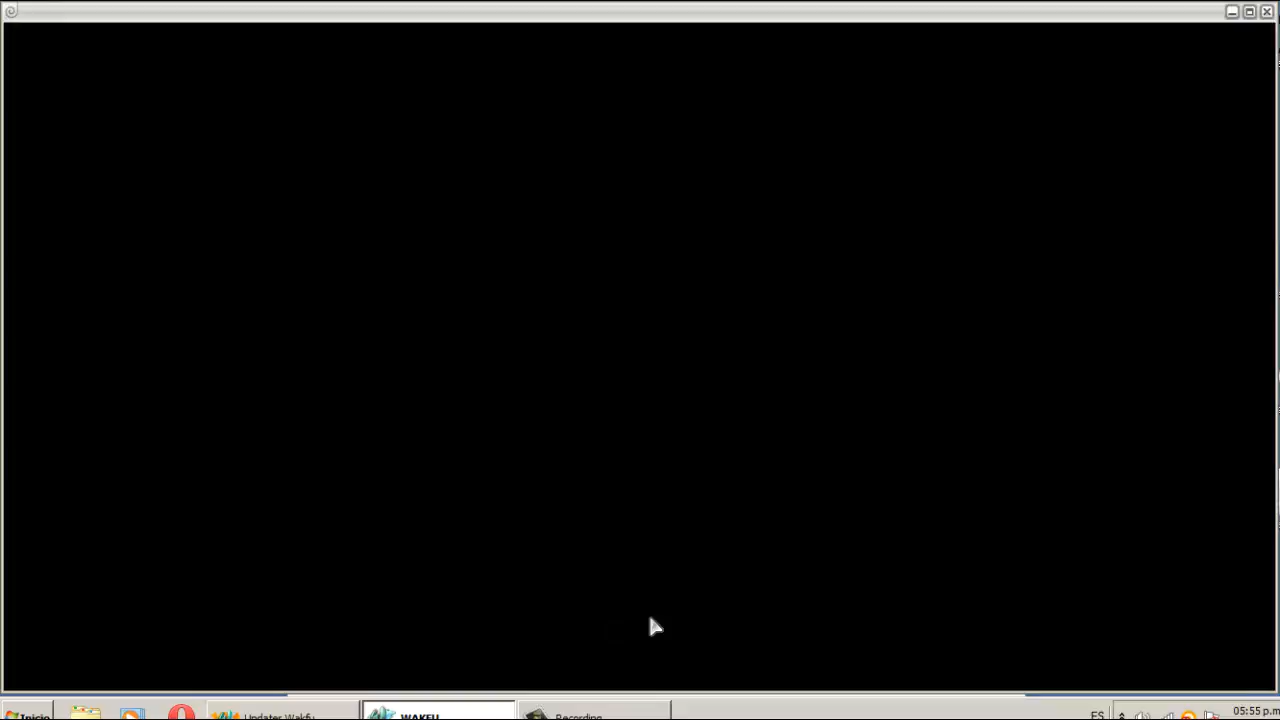 05:55 p.m
Inicio
Updater Wakfu
WAKFU
Recording
ES